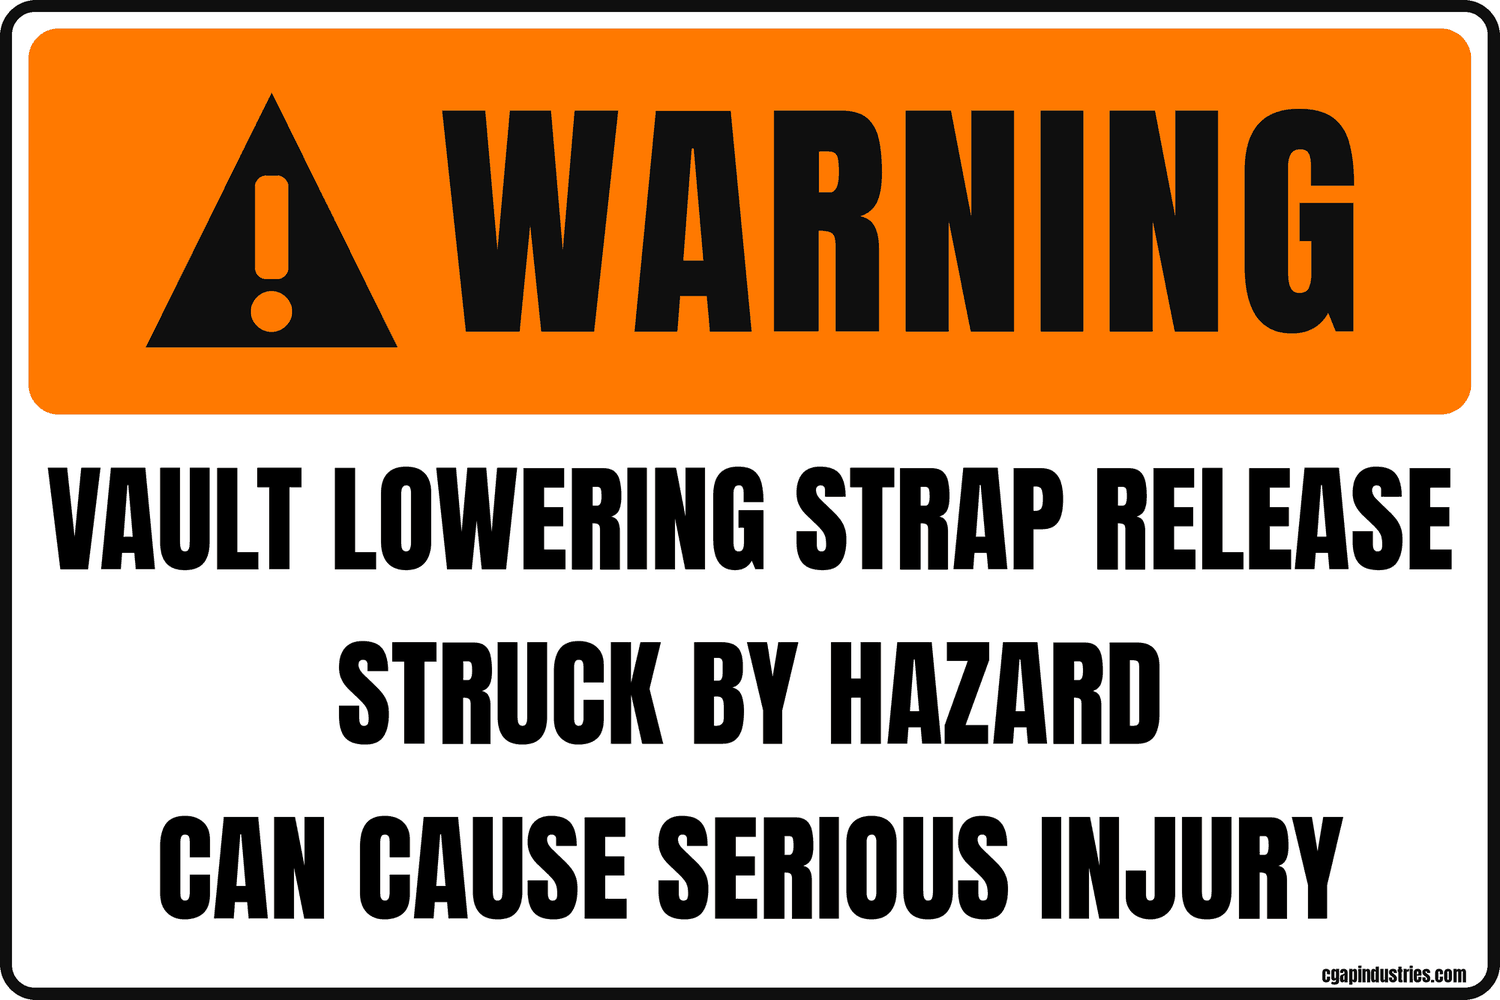 WARNING
VAULT LOWERING STRAP RELEASE
STRUCK BY HAZARD
CAN CAUSE SERIOUS INJURY
cgapindustries.com